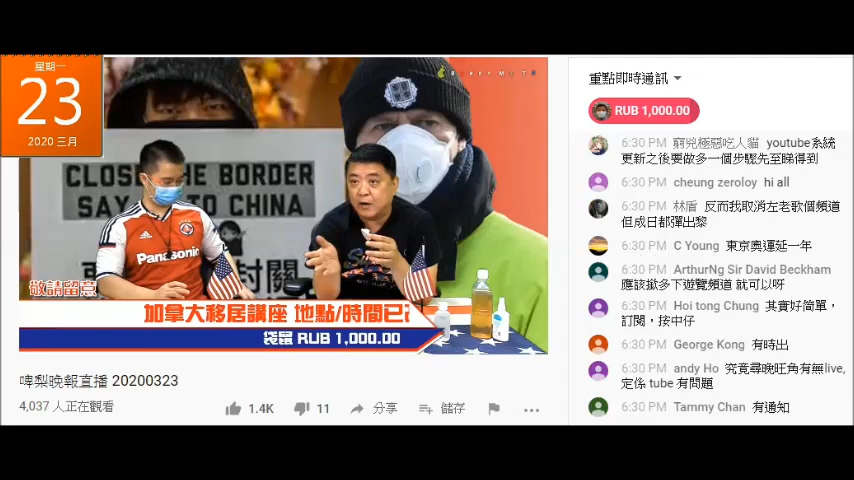 星期一
23
2020 三月
CLOSE THE BORDER
封關
Panasonic
敬請留意
加拿大移居講座 地點/時間已
袋鼠 RUB 1,000.00
啤梨晚報直播 20200323
4,037 人正在觀看
1.4K
11
分享
儲存
重點即時通訊
RUB 1,000.00
6:30 PM 窮兇極惡吃人貓 youtube系統
更新之後要做多一個步驟先至睇得到
6:30 PM cheung zeroloy hi all
6:30 PM 林盾 反而我取消左老歌個頻道
但成日都彈出黎
6:30 PM C Young 東京奧運延一年
6:30 PM ArthurNg Sir David Beckham
應該撳多下遊覽頻道 就可以呀
6:30 PM Hoi tong Chung 其實好簡單，
訂閱，按中仔
6:30 PM George Kong 有時出
6:30 PM andy Ho 究竟尋晚旺角有無live,
定係 tube 有問題
6:30 PM Tammy Chan 有通知